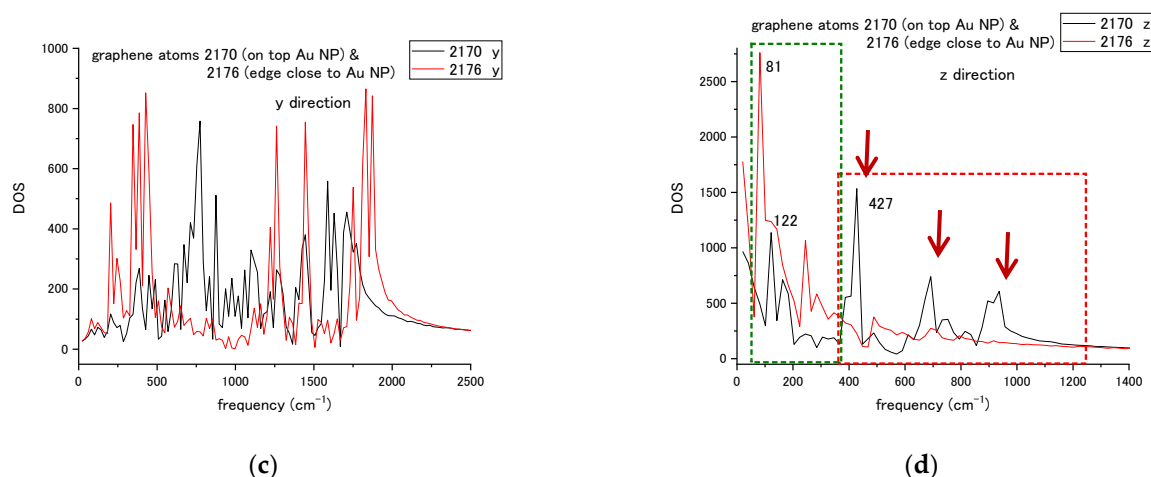 graphene atoms 2170 (on top Au NP) &
2176 (edge close to Au NP)
2170 y
2176 y
y direction
1000
800
600
400
200
0
DOS
0 500 1000 1500 2000 2500
frequency (cm⁻¹)
(c)
graphene atoms 2170 (on top Au NP) &
2176 (edge close to Au NP)
2170 z
2176 z
z direction
81
122
427
2500
2000
1500
1000
500
0
DOS
0 200 400 600 800 1000 1200 1400
frequency (cm⁻¹)
(d)